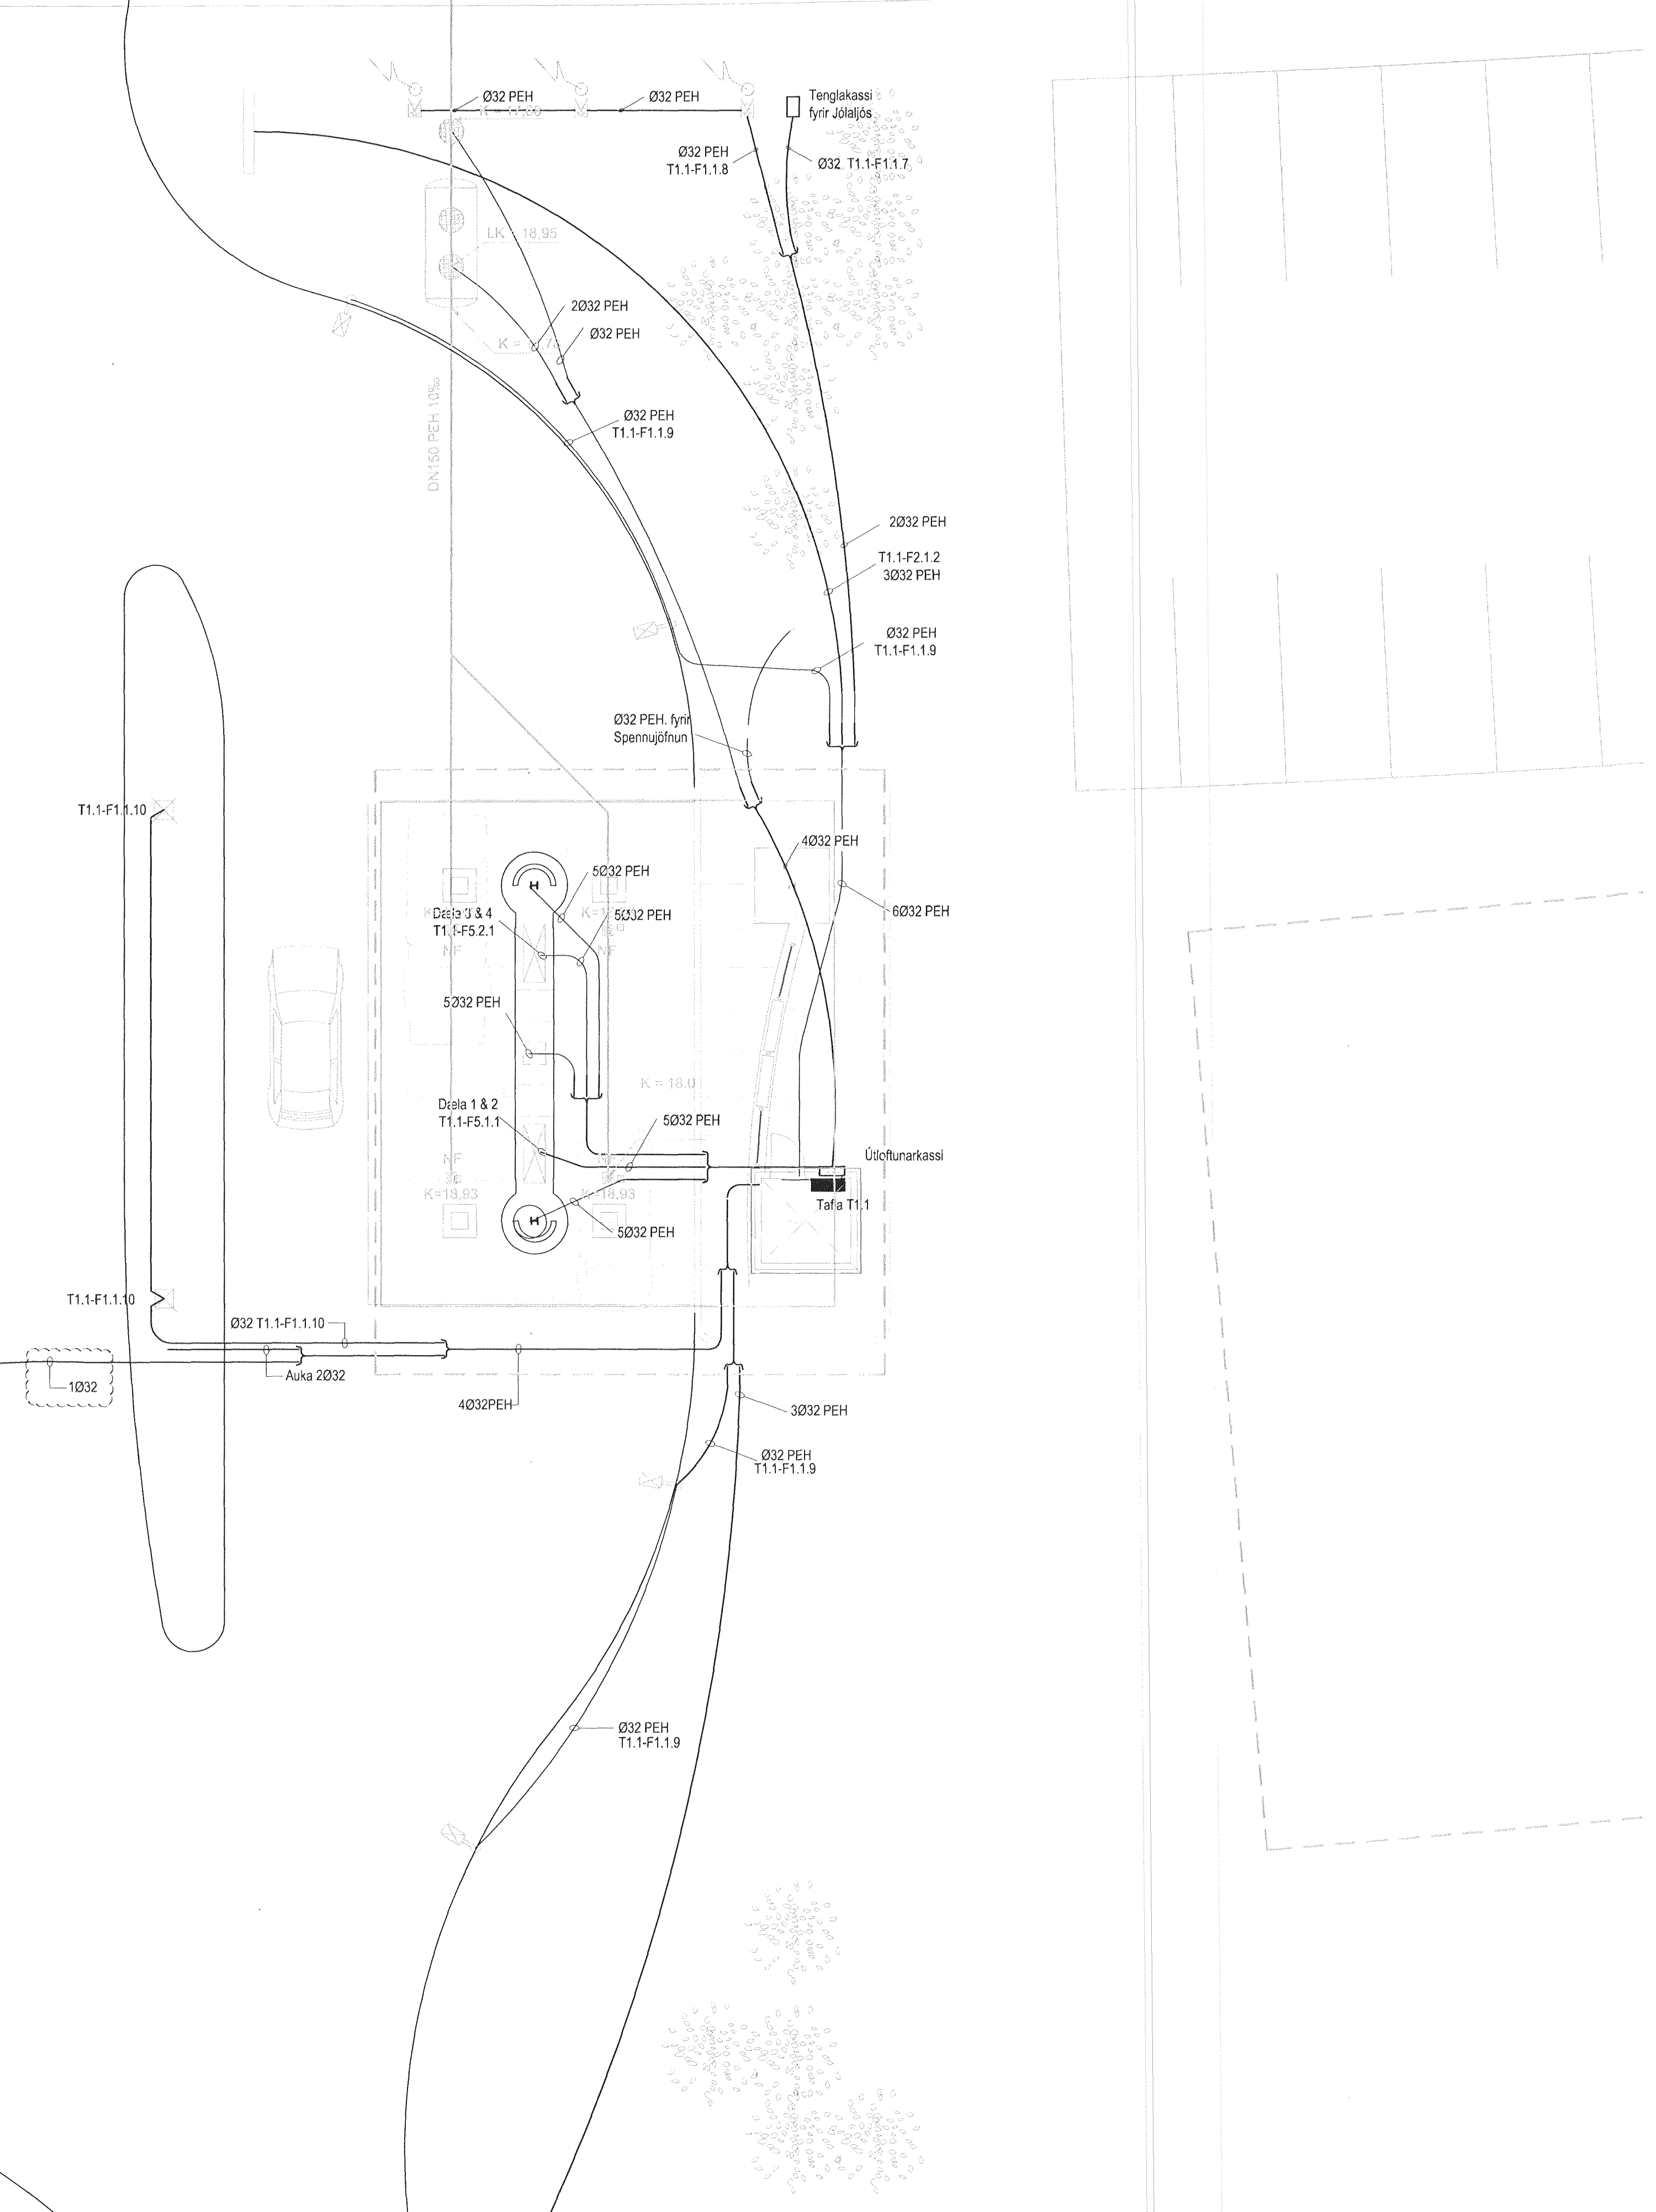 Ø32 PEH
Ø32 PEH
Tenglakassi
fyrir Jólaljós
Ø32 PEH
T1.1-F1.1.8
Ø32 T1.1-F1.1.7
LK = 18,95
2Ø32 PEH
Ø32 PEH
DN150 PEH 10‰
Ø32 PEH
T1.1-F1.1.9
2Ø32 PEH
T1.1-F2.1.2
3Ø32 PEH
Ø32 PEH
T1.1-F1.1.9
Ø32 PEH. fyrir
Spennujöfnun
T1.1-F1.1.10
4Ø32 PEH
5Ø32 PEH
Dæla 3 & 4
T1.1-F5.2.1
5Ø32 PEH
6Ø32 PEH
NF
NF
5Ø32 PEH
K = 18.0
Dæla 1 & 2
T1.1-F5.1.1
5Ø32 PEH
Útloftunarkassi
NF
NF
K=18,93
K=18,93
Tafla T1.1
H
H
5Ø32 PEH
T1.1-F1.1.10
Ø32 T1.1-F1.1.10
1Ø32
Auka 2Ø32
4Ø32PEH
3Ø32 PEH
Ø32 PEH
T1.1-F1.1.9
Ø32 PEH
T1.1-F1.1.9